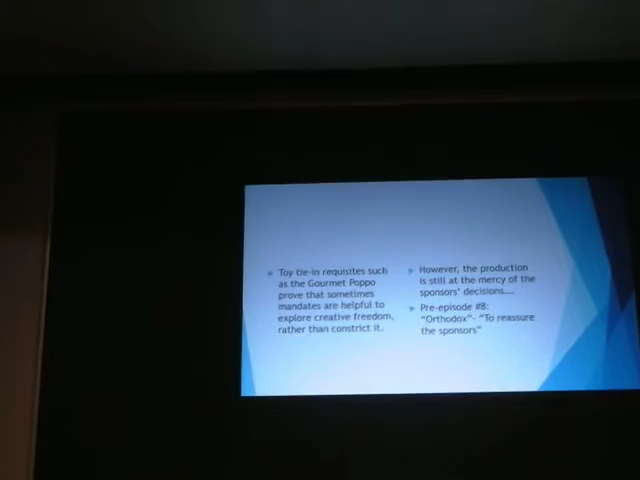 Toy tie-in requisites such
as the Gourmet Poppo
prove that sometimes
mandates are helpful to
explore creative freedom,
rather than constrict it.
However, the production
is still at the mercy of the
sponsors' decisions....
Pre-episode #8:
"Orthodox"- "To reassure
the sponsors"